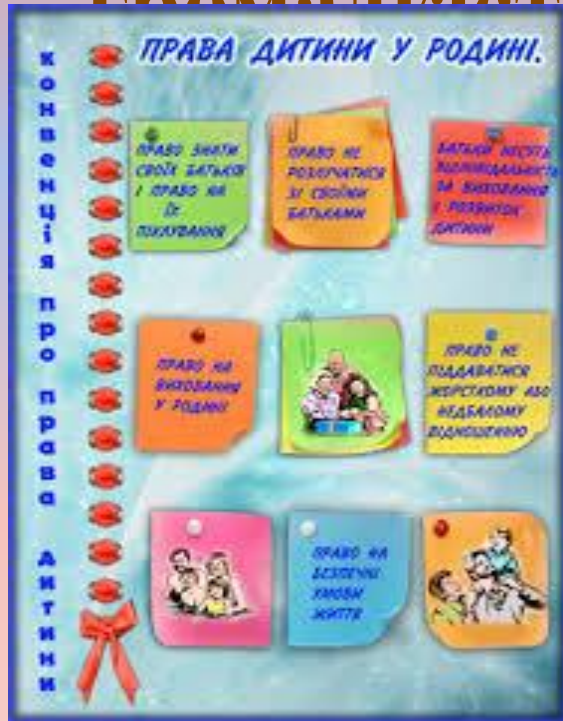 ПРАВА ДИТИНИ У РОДИНІ.
Конвенція про права дитини
ПРАВО ЗНАТИ
СВОЇХ БАТЬКІВ
І ПРАВО НА
ЇХ
ПІКЛУВАННЯ
ПРАВО НЕ
РОЗЛУЧАТИСЯ
ЗІ СВОЇМИ
БАТЬКАМИ
БАТЬКИ НЕСУТЬ
ВІДПОВІДАЛЬНІСТЬ
ЗА ВИХОВАННЯ
І РОЗВИТОК
ДИТИНИ
ПРАВО НА
ВИХОВАННЯ
У РОДИНІ
ПРАВО НЕ
ПІДДАВАТИСЯ
ЖОРСТКОМУ АБО
НЕДБАЛОМУ
ВІДНОШЕННЮ
ПРАВО НА
БЕЗПЕЧНІ
УМОВИ
ЖИТТЯ